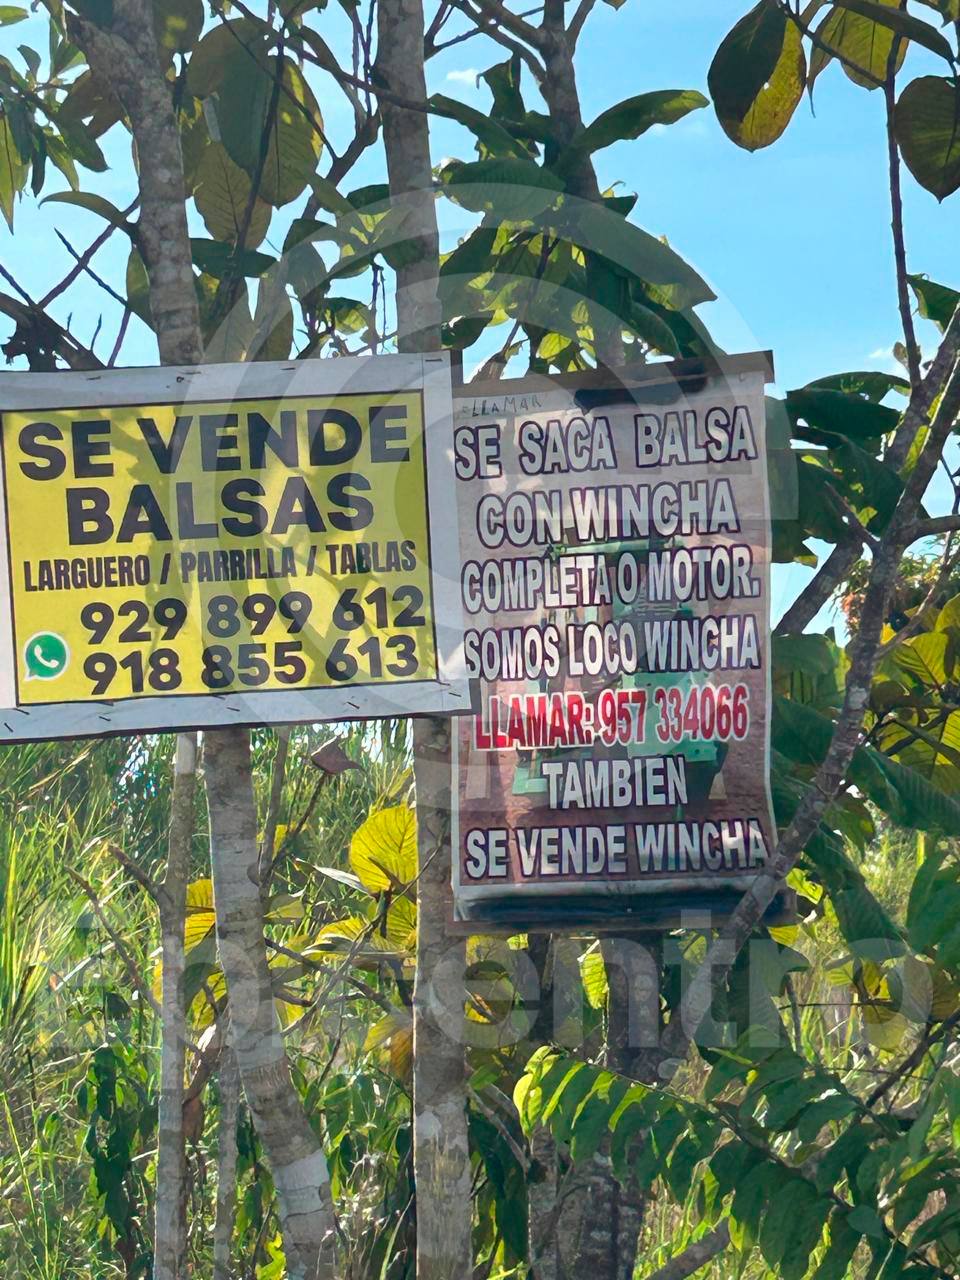 SE VENDE
BALSAS
LARGUERO / PARRILLA / TABLAS
929 899 612
918 855 613
LLAMAR
SE SACA BALSA
CON WINCHA
COMPLETA O MOTOR.
SOMOS LOCO WINCHA
LLAMAR: 957 334066
TAMBIEN
SE VENDE WINCHA
epicentro